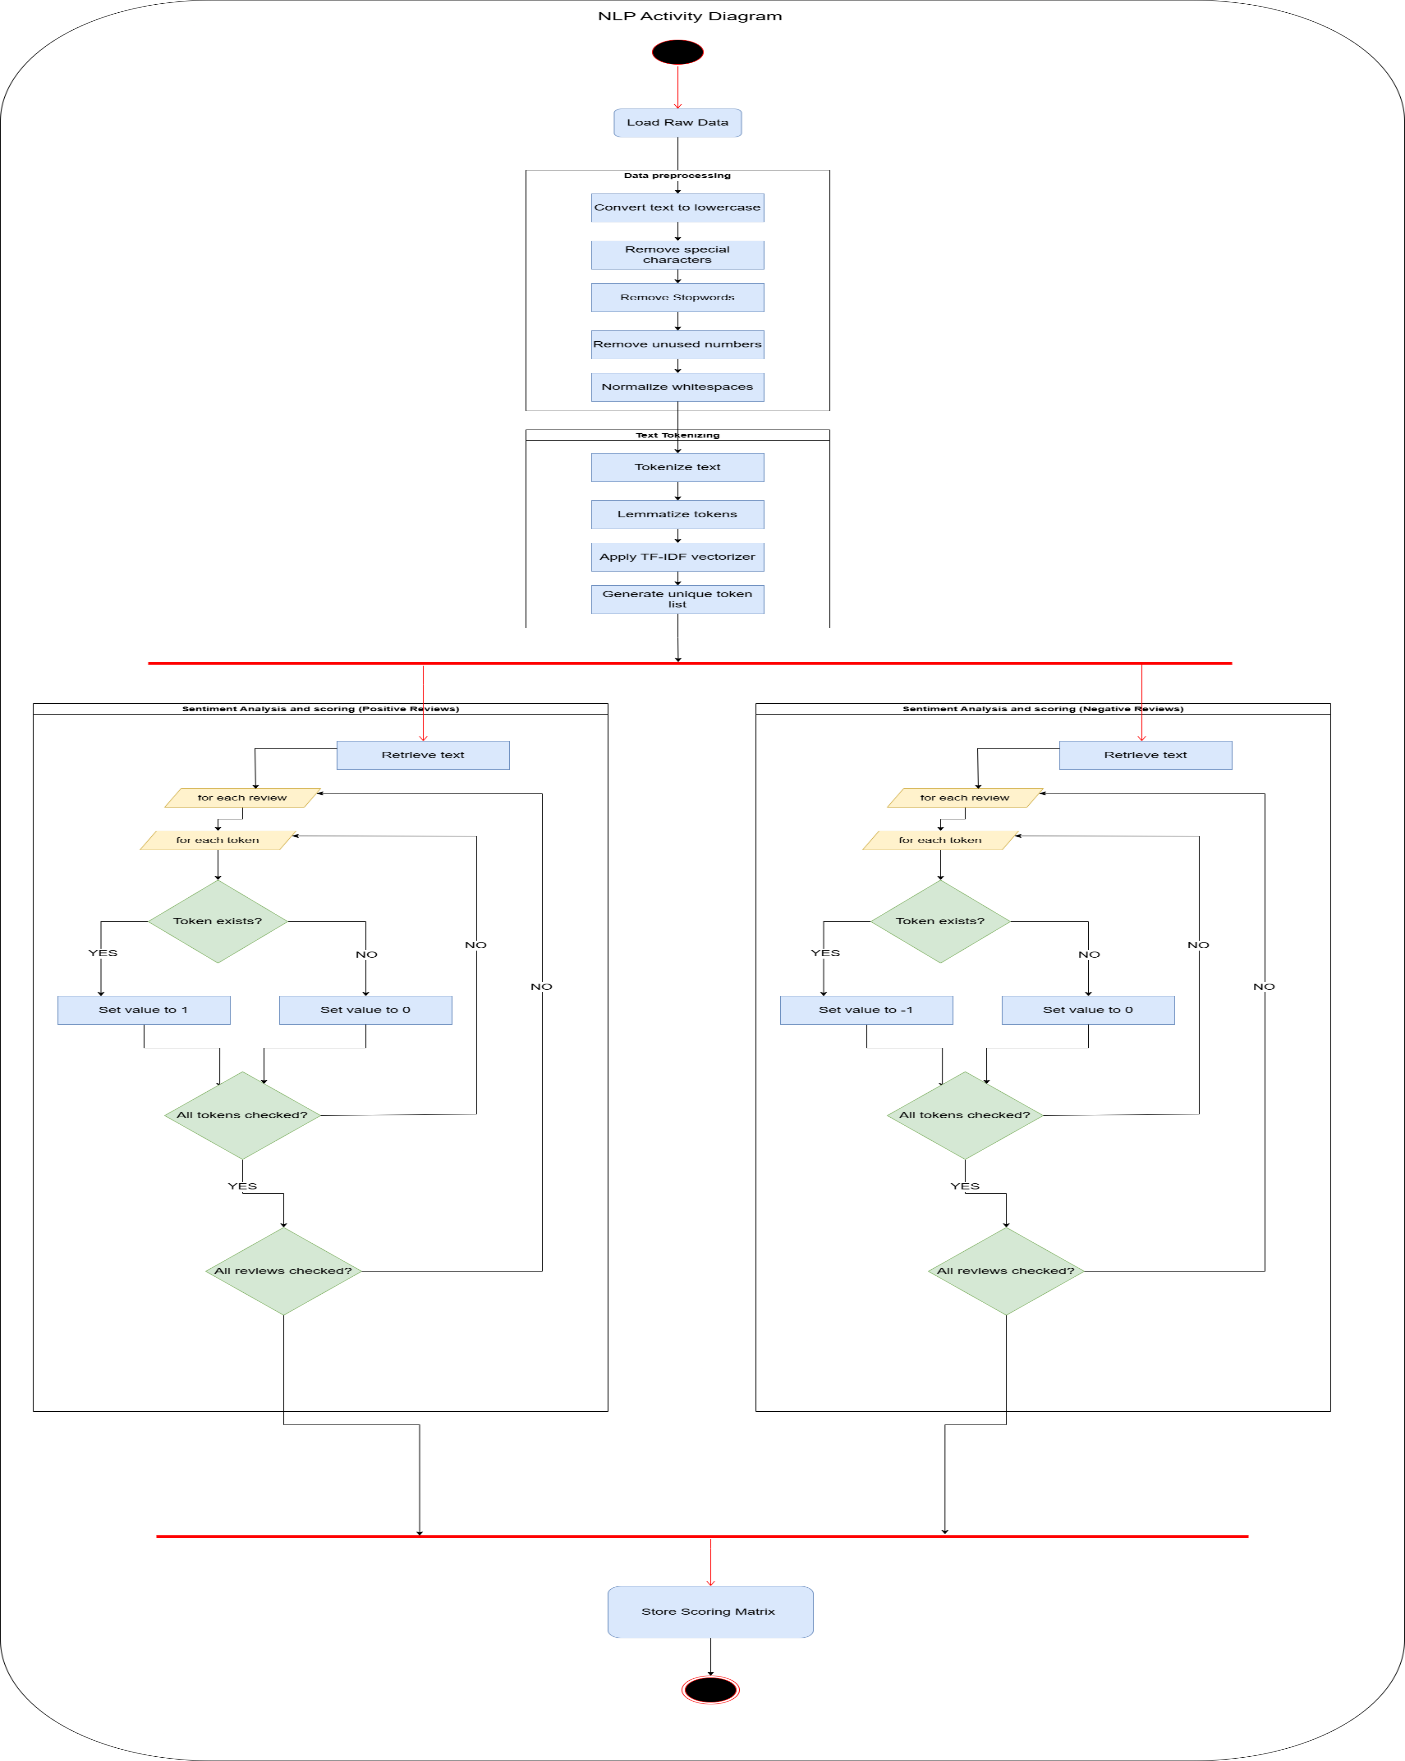 NLP Activity Diagram
Load Raw Data
Data preprocessing
Convert text to lowercase
Remove special
characters
Remove Stopwords
Remove unused numbers
Normalize whitespaces
Text Tokenizing
Tokenize text
Lemmatize tokens
Apply TF-IDF vectorizer
Generate unique token
list
Sentiment Analysis and scoring (Positive Reviews)
Retrieve text
for each review
for each token
Token exists?
YES
NO
NO
NO
Set value to 1
Set value to 0
All tokens checked?
YES
All reviews checked?
Sentiment Analysis and scoring (Negative Reviews)
Retrieve text
for each review
for each token
Token exists?
YES
NO
NO
NO
Set value to -1
Set value to 0
All tokens checked?
YES
All reviews checked?
Store Scoring Matrix